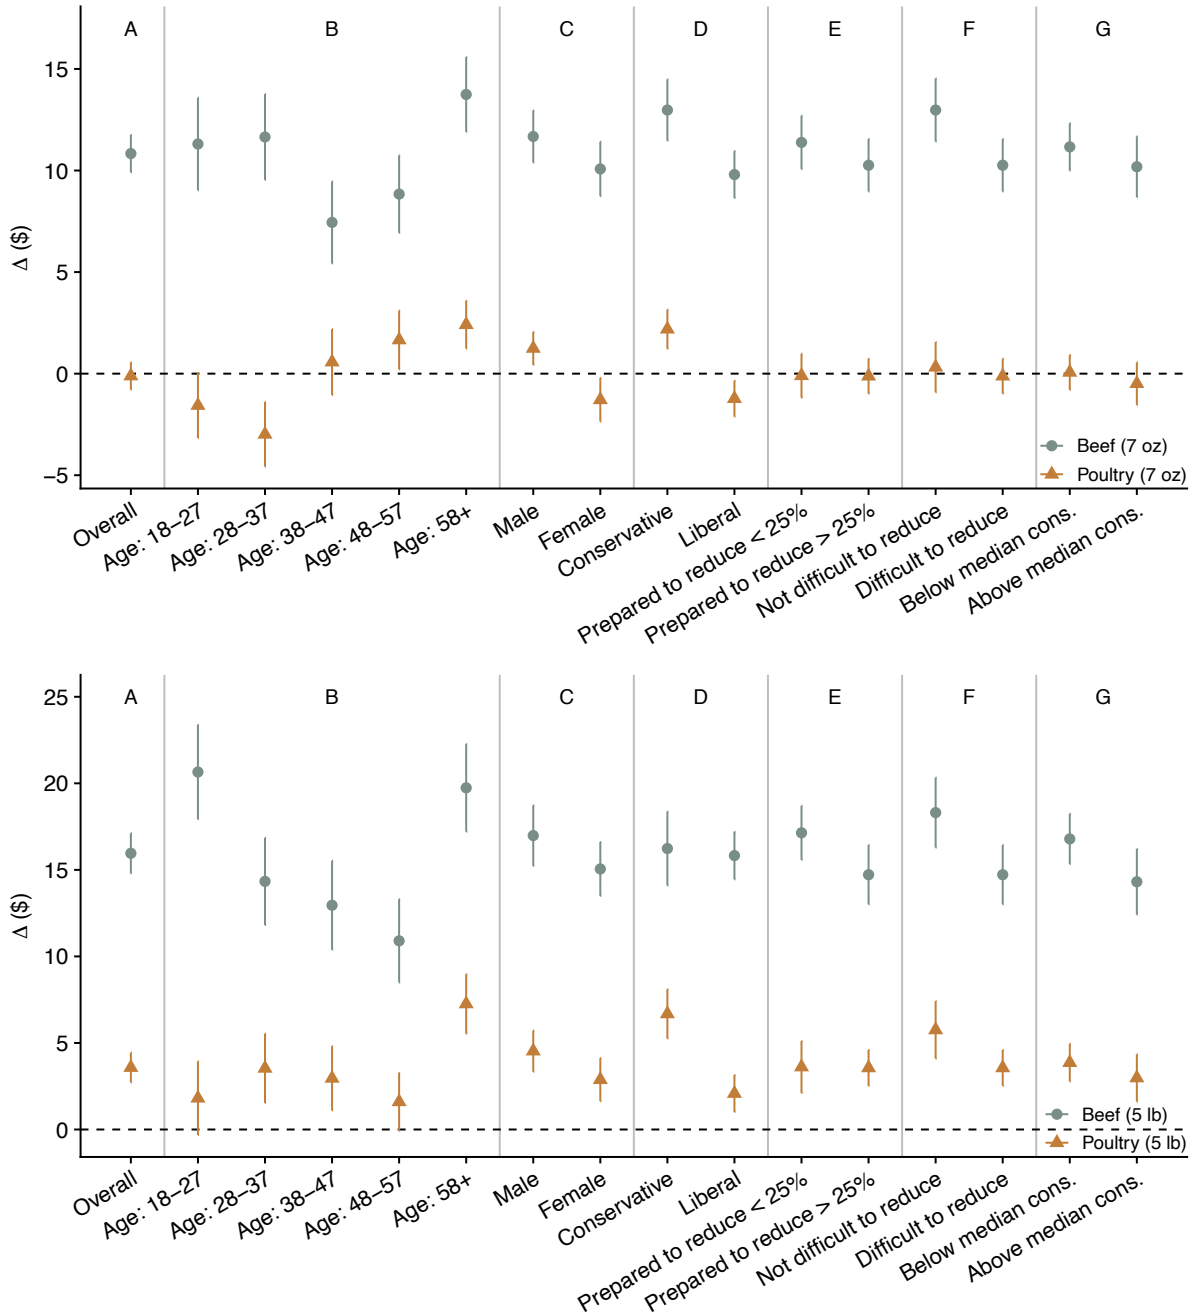 A B C D E F G
15
10
5
0
−5
Δ ($)
Beef (7 oz)
Poultry (7 oz)
Overall
Age: 18–27
Age: 28–37
Age: 38–47
Age: 48–57
Age: 58+
Male
Female
Conservative
Liberal
Prepared to reduce < 25%
Prepared to reduce > 25%
Not difficult to reduce
Difficult to reduce
Below median cons.
Above median cons.
A B C D E F G
25
20
15
10
5
0
Δ ($)
Beef (5 lb)
Poultry (5 lb)
Overall
Age: 18–27
Age: 28–37
Age: 38–47
Age: 48–57
Age: 58+
Male
Female
Conservative
Liberal
Prepared to reduce < 25%
Prepared to reduce > 25%
Not difficult to reduce
Difficult to reduce
Below median cons.
Above median cons.